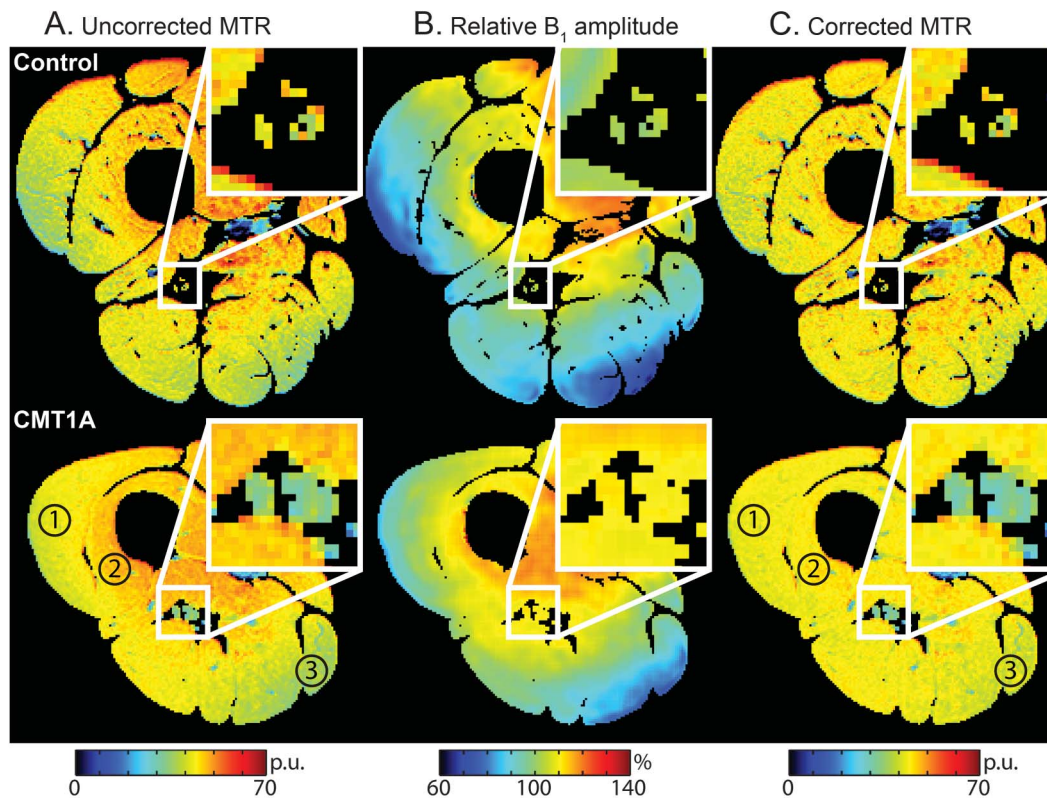 A. Uncorrected MTR
B. Relative B₁ amplitude
C. Corrected MTR
Control
CMT1A
1
2
3
1
2
3
0 70 p.u.
60 100 140 %
0 70 p.u.